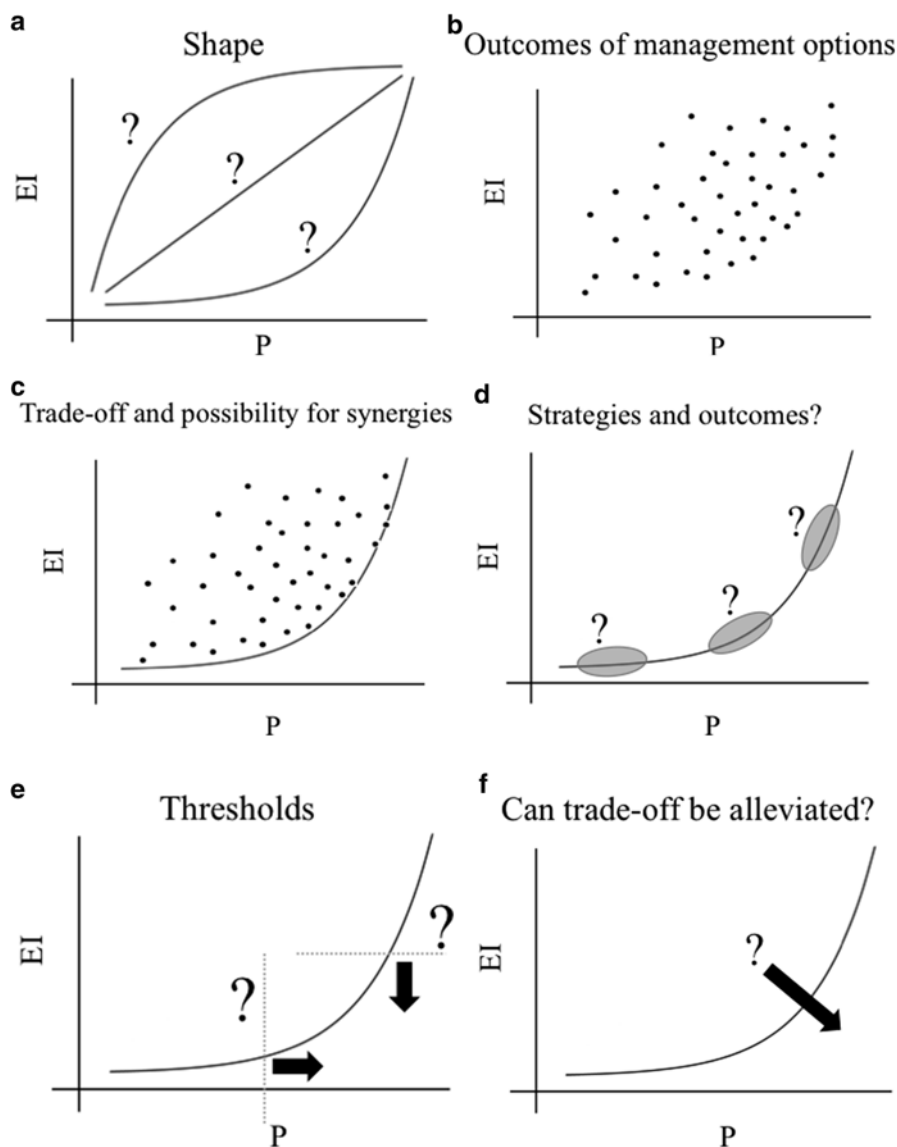 a
Shape
EI
?
?
?
P
b
Outcomes of management options
EI
P
c
Trade-off and possibility for synergies
EI
P
d
Strategies and outcomes?
EI
?
?
?
P
e
Thresholds
EI
?
?
P
f
Can trade-off be alleviated?
EI
?
P